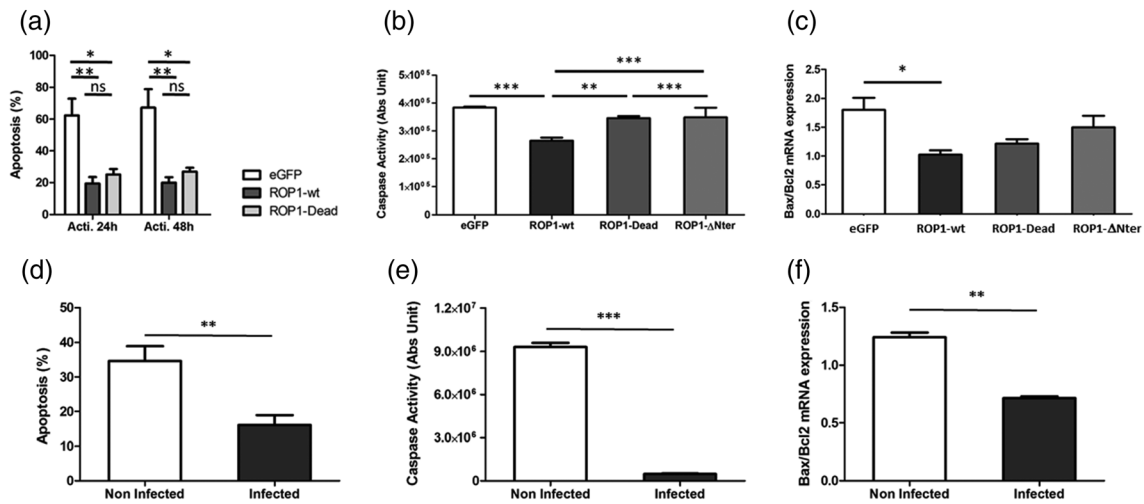 (a)
Apoptosis (%)
100
80
60
40
20
0
*
**
ns
*
**
ns
Acti. 24h
Acti. 48h
eGFP
ROP1-wt
ROP1-Dead
(b)
Caspase Activity (Abs Unit)
5×10⁰⁵
4×10⁰⁵
3×10⁰⁵
2×10⁰⁵
1×10⁰⁵
0
***
***
**
***
eGFP
ROP1-wt
ROP1-Dead
ROP1-ΔNter
(c)
Bax/Bcl2 mRNA expression
2.5
2.0
1.5
1.0
0.5
0.0
*
eGFP
ROP1-wt
ROP1-Dead
ROP1-ΔNter
(d)
Apoptosis (%)
50
40
30
20
10
0
**
Non Infected
Infected
(e)
Caspase Activity (Abs Unit)
1.2×10⁷
9.0×10⁶
6.0×10⁶
3.0×10⁶
0
***
Non Infected
Infected
(f)
Bax/Bcl2 mRNA expression
1.5
1.0
0.5
0.0
**
Non Infected
Infected